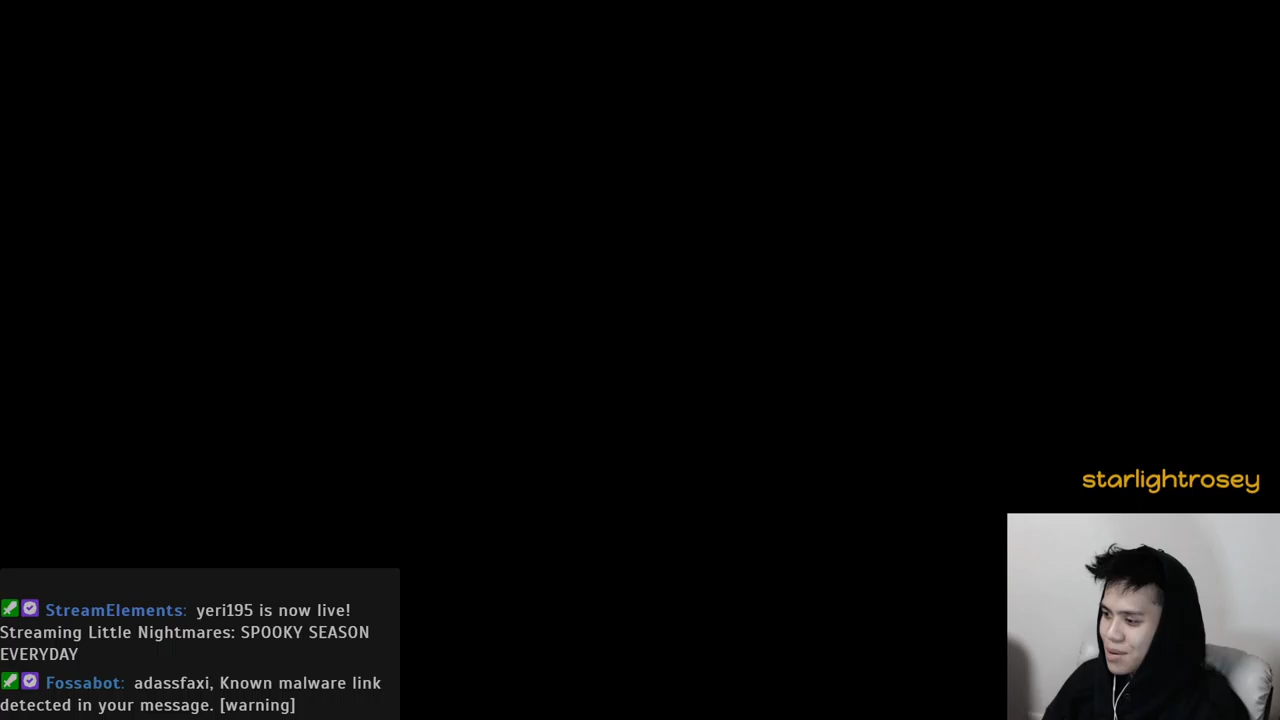 starlightrosey
StreamElements: yeri195 is now live!
Streaming Little Nightmares: SPOOKY SEASON
EVERYDAY
Fossabot: adassfaxi, Known malware link
detected in your message. [warning]